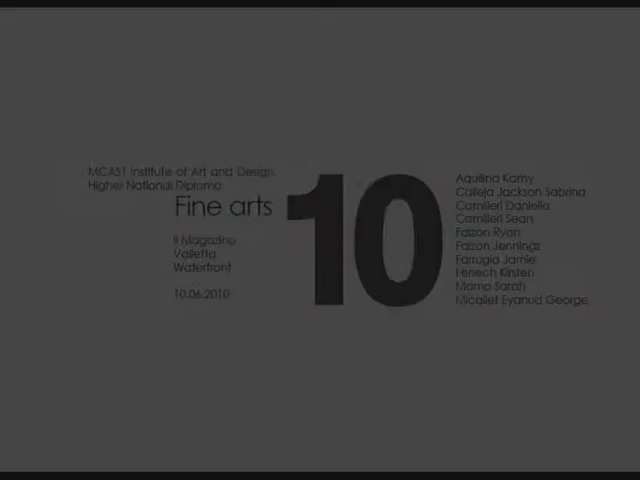 MCAST Institute of Art and Design
Higher National Diploma
Fine arts
Il Magazino
Valletta
Waterfront
10.06.2010
10
Aquilina Romy
Calleja Jackson Sabrina
Camilleri Daniella
Camilleri Sean
Falzon Ryan
Falzon Jennings
Farrugia Jamie
Fenech Kirsten
Mamo Sarah
Micallef Eyanud George